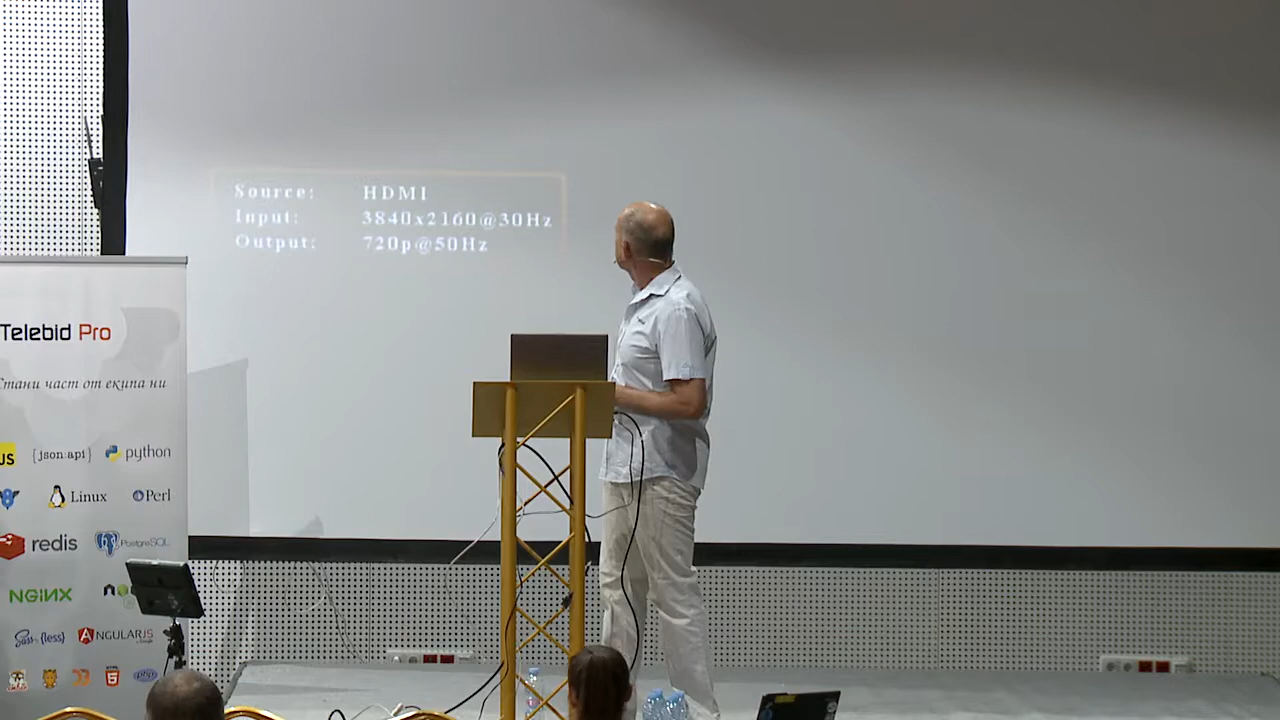 Source: HDMI
Input: 3840x2160@30Hz
Output: 720p@50Hz
Telebid Pro
Стани част от екипа ни
JS {json:api} python
Linux Perl
redis PostgreSQL
NGINX
Sass {less} ANGULARJS
php